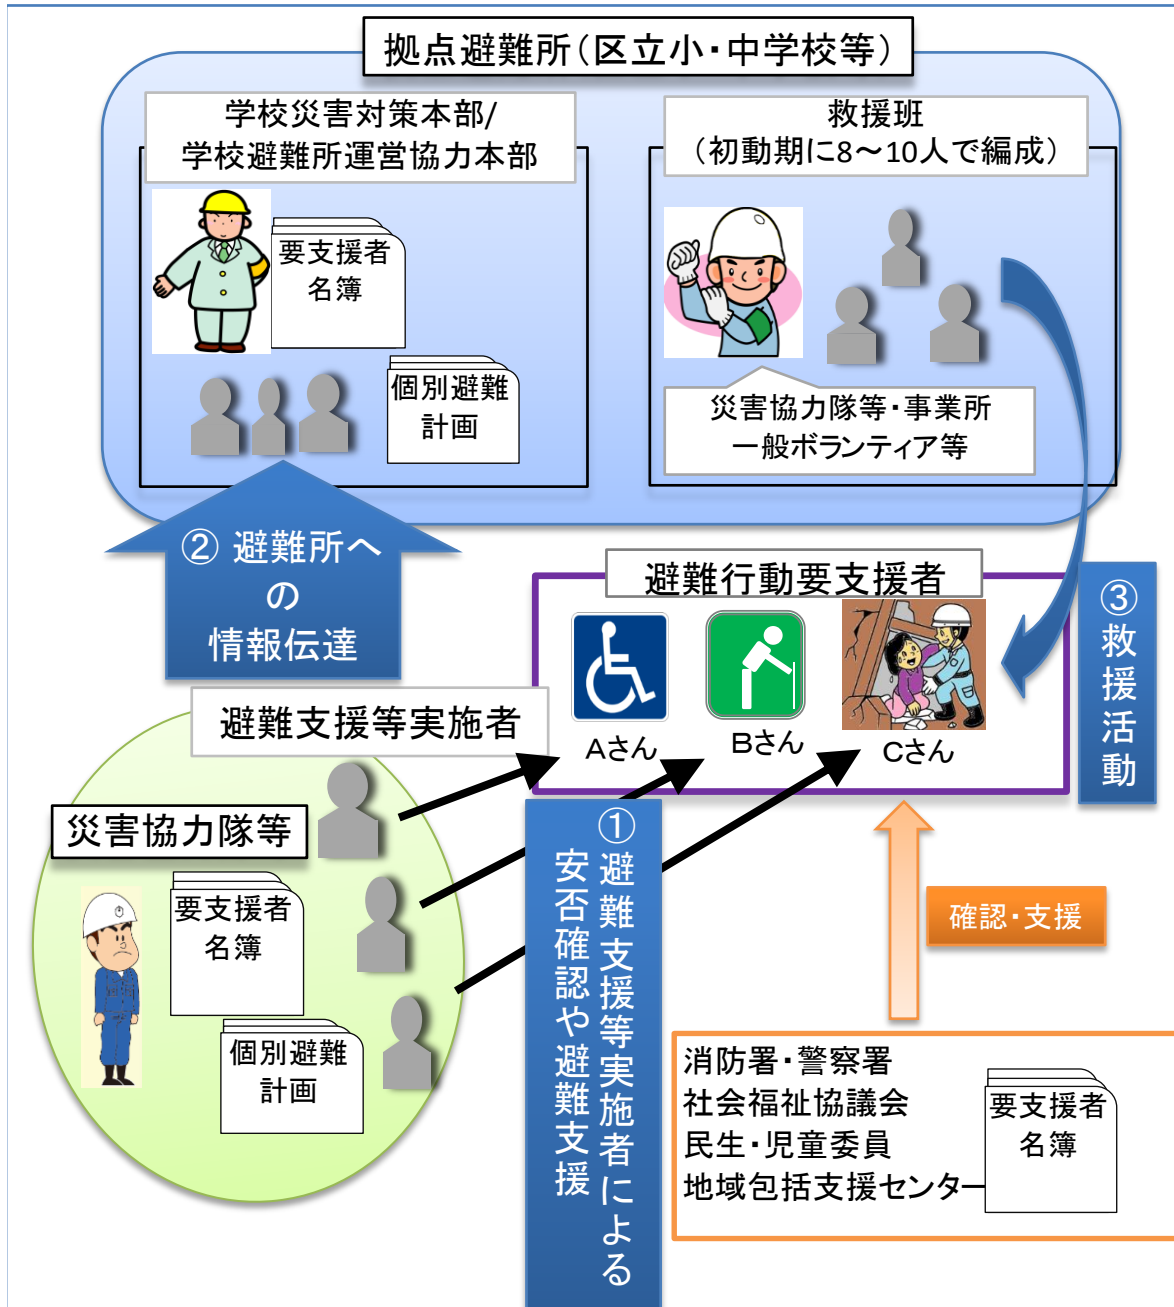 拠点避難所（区立小・中学校等）
学校災害対策本部/
学校避難所運営協力本部
要支援者
名簿
個別避難
計画
救援班
（初動期に8～10人で編成）
災害協力隊等・事業所
一般ボランティア等
② 避難所へ
の
情報伝達
避難行動要支援者
Aさん
Bさん
Cさん
③救援活動
避難支援等実施者
災害協力隊等
要支援者
名簿
個別避難
計画
①避難支援等実施者による
安否確認や避難支援
確認・支援
消防署・警察署
社会福祉協議会
民生・児童委員
地域包括支援センター
要支援者
名簿